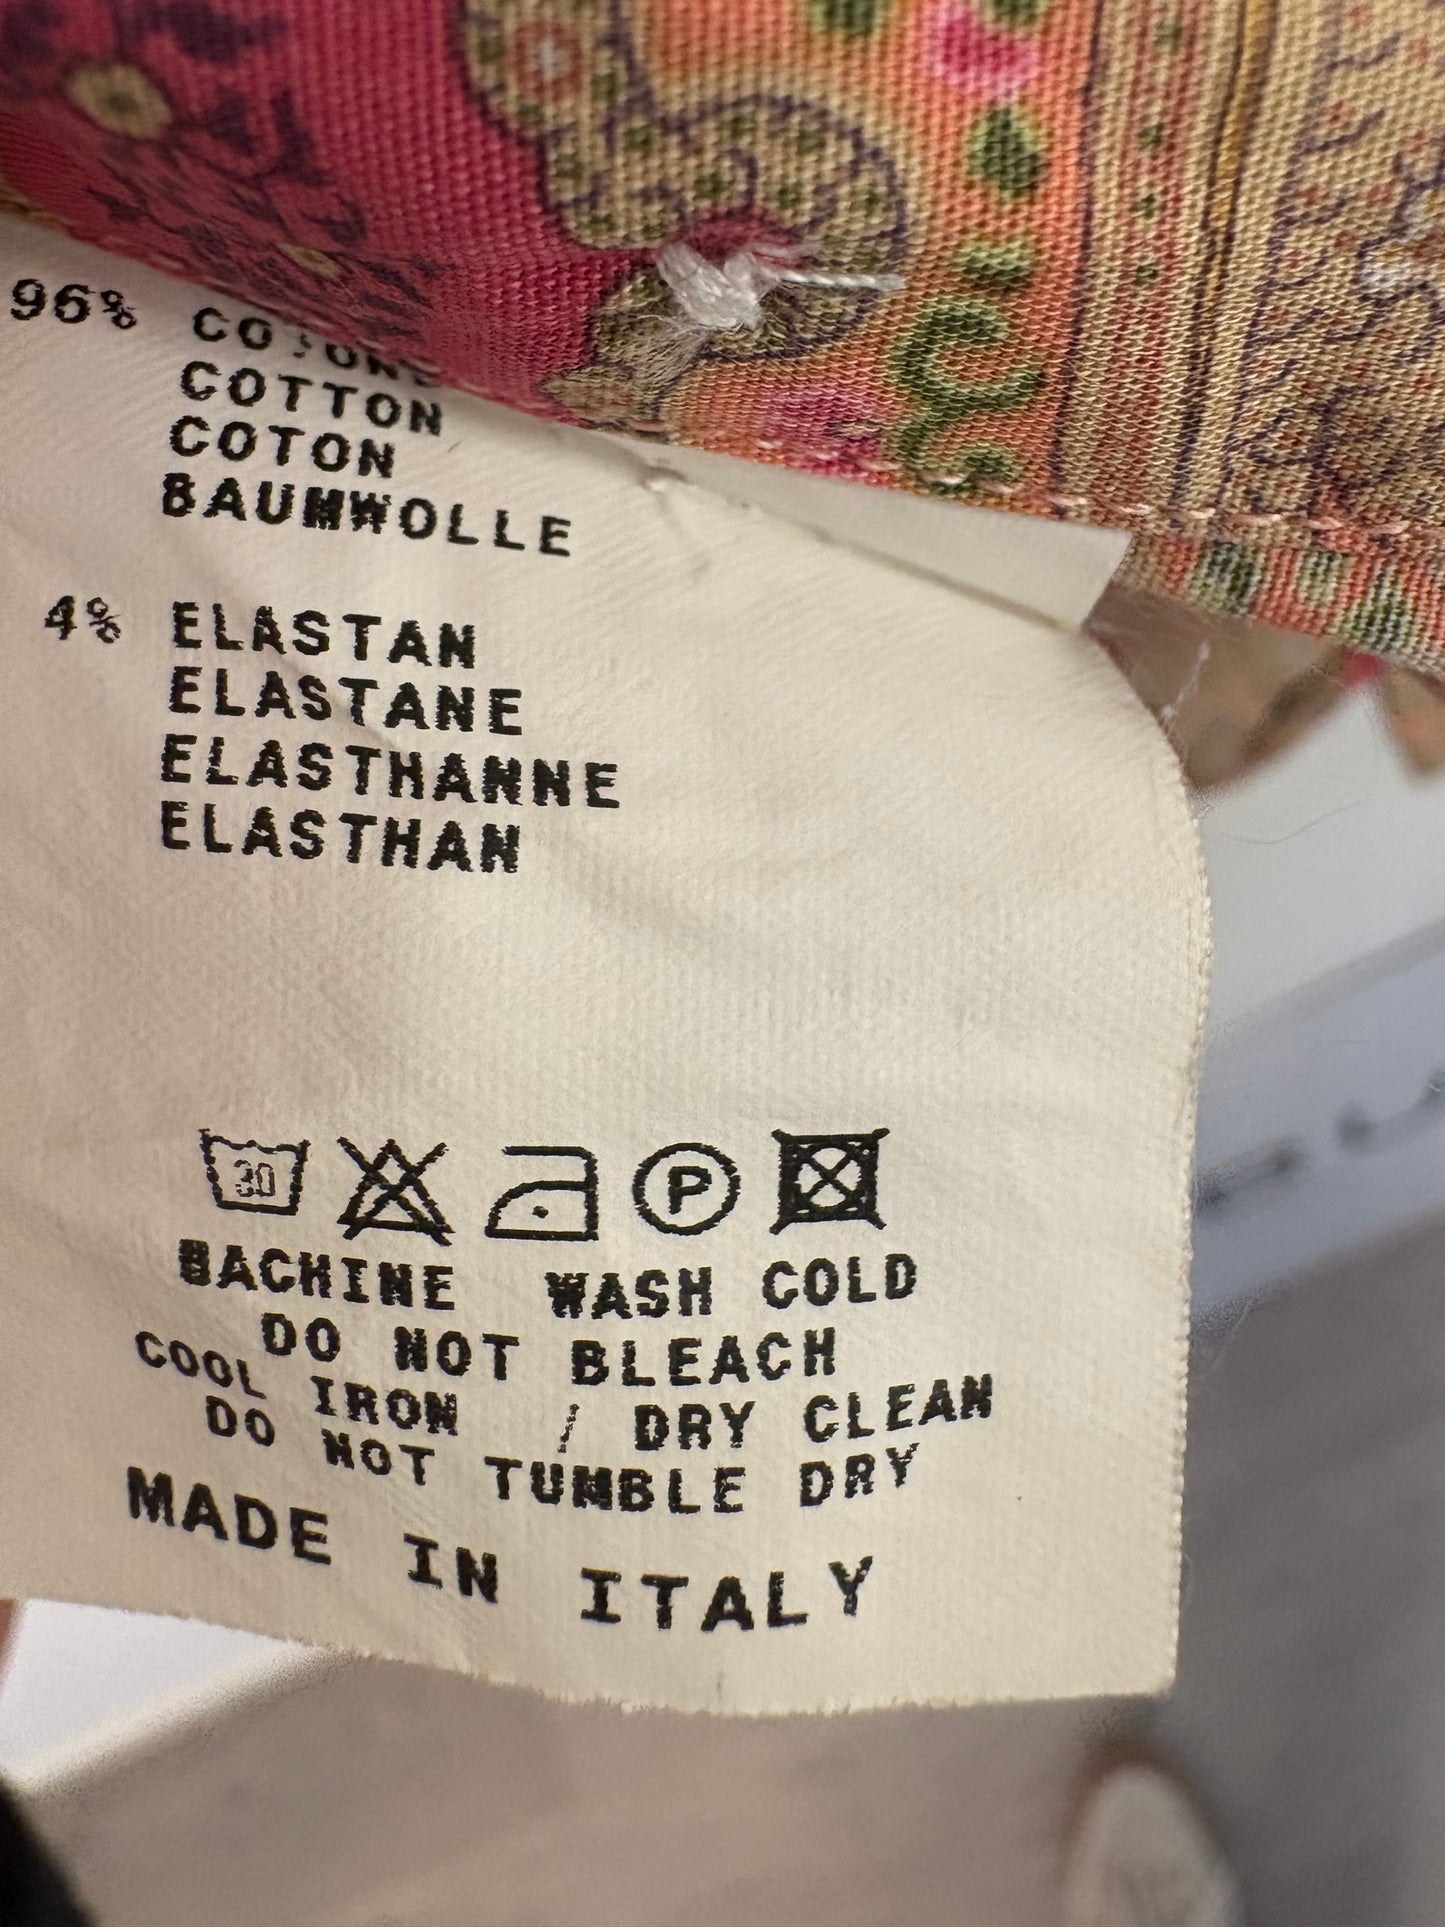 96% COTONE
COTTON
COTON
BAUMWOLLE
4% ELASTAN
ELASTANE
ELASTHANNE
ELASTHAN
30
P
MACHINE WASH COLD
DO NOT BLEACH
COOL IRON / DRY CLEAN
DO NOT TUMBLE DRY
MADE IN ITALY